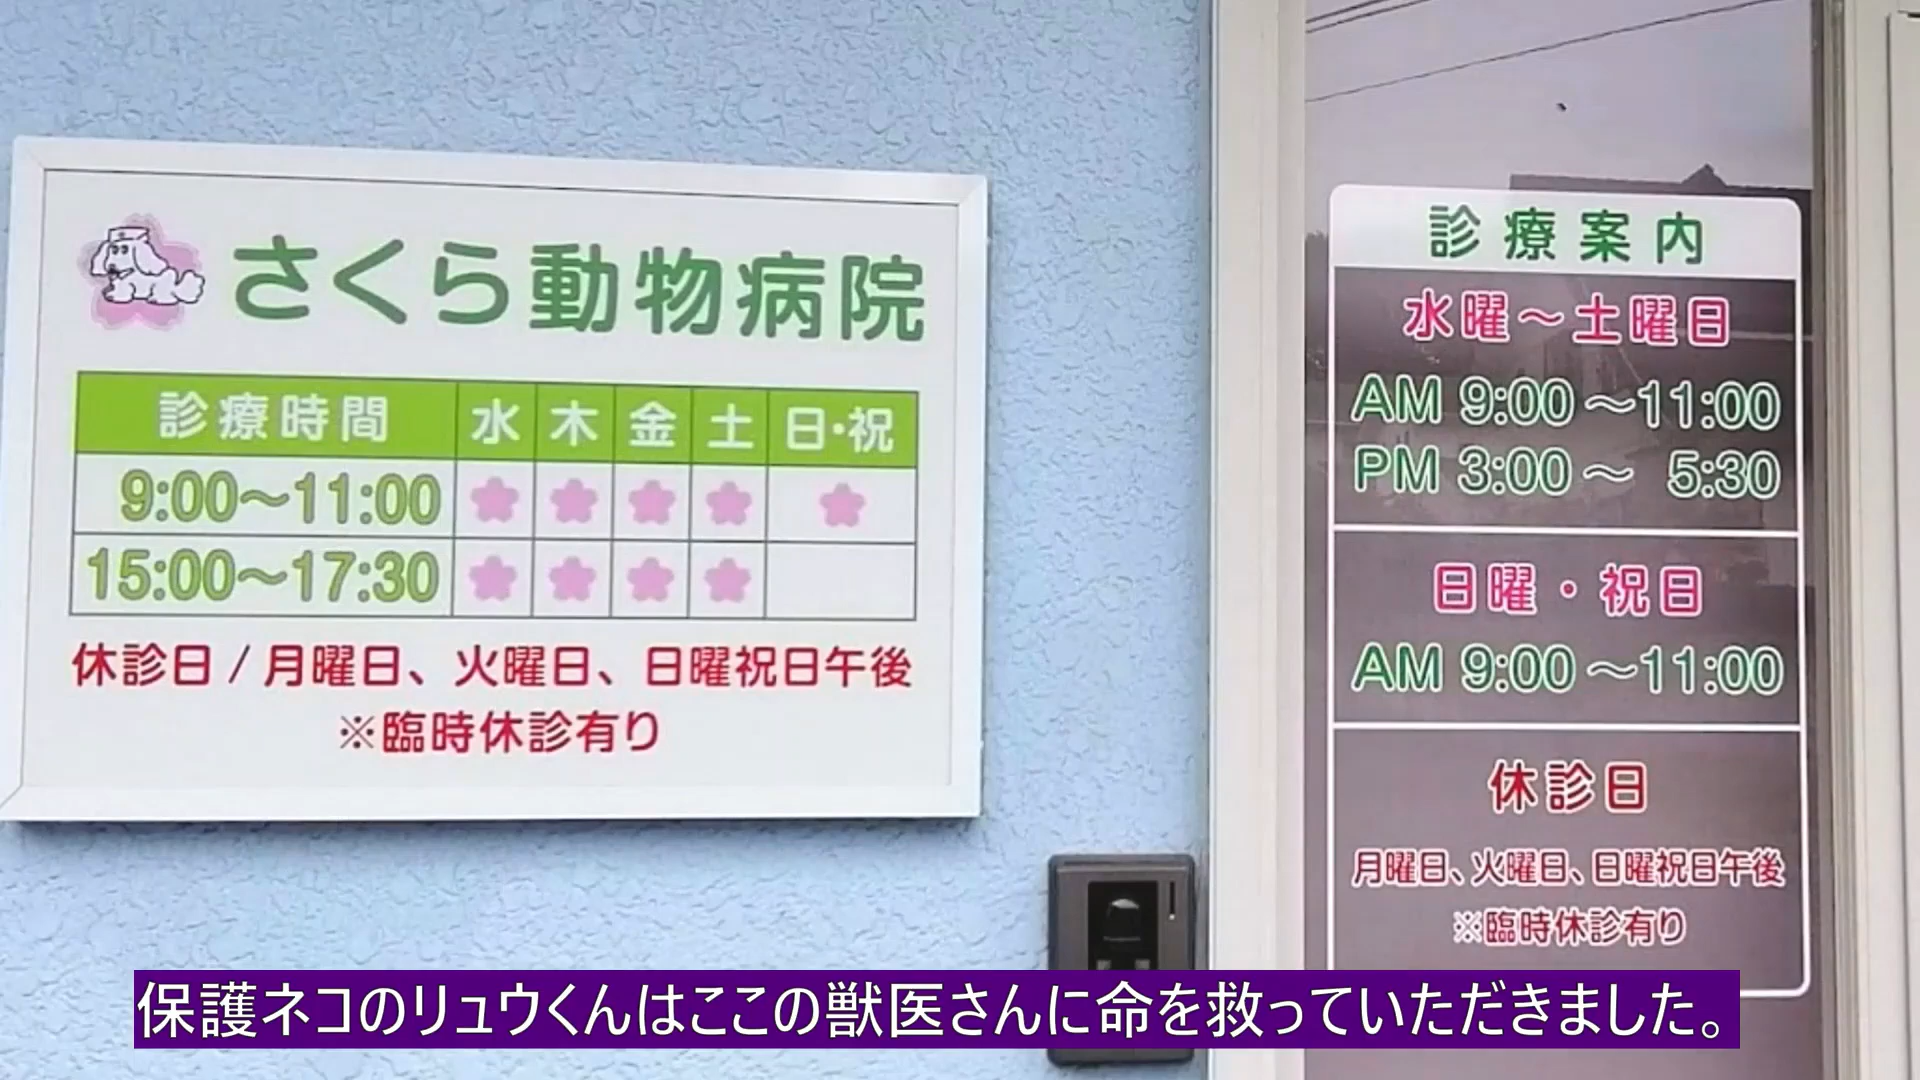 さくら動物病院
診療時間 水 木 金 土 日・祝
9:00～11:00
15:00～17:30
休診日/月曜日、火曜日、日曜祝日午後
※臨時休診有り
診療案内
水曜～土曜日
AM 9:00～11:00
PM 3:00～ 5:30
日曜・祝日
AM 9:00～11:00
休診日
月曜日、火曜日、日曜祝日午後
※臨時休診有り
保護ネコのリュウくんはここの獣医さんに命を救っていただきました。